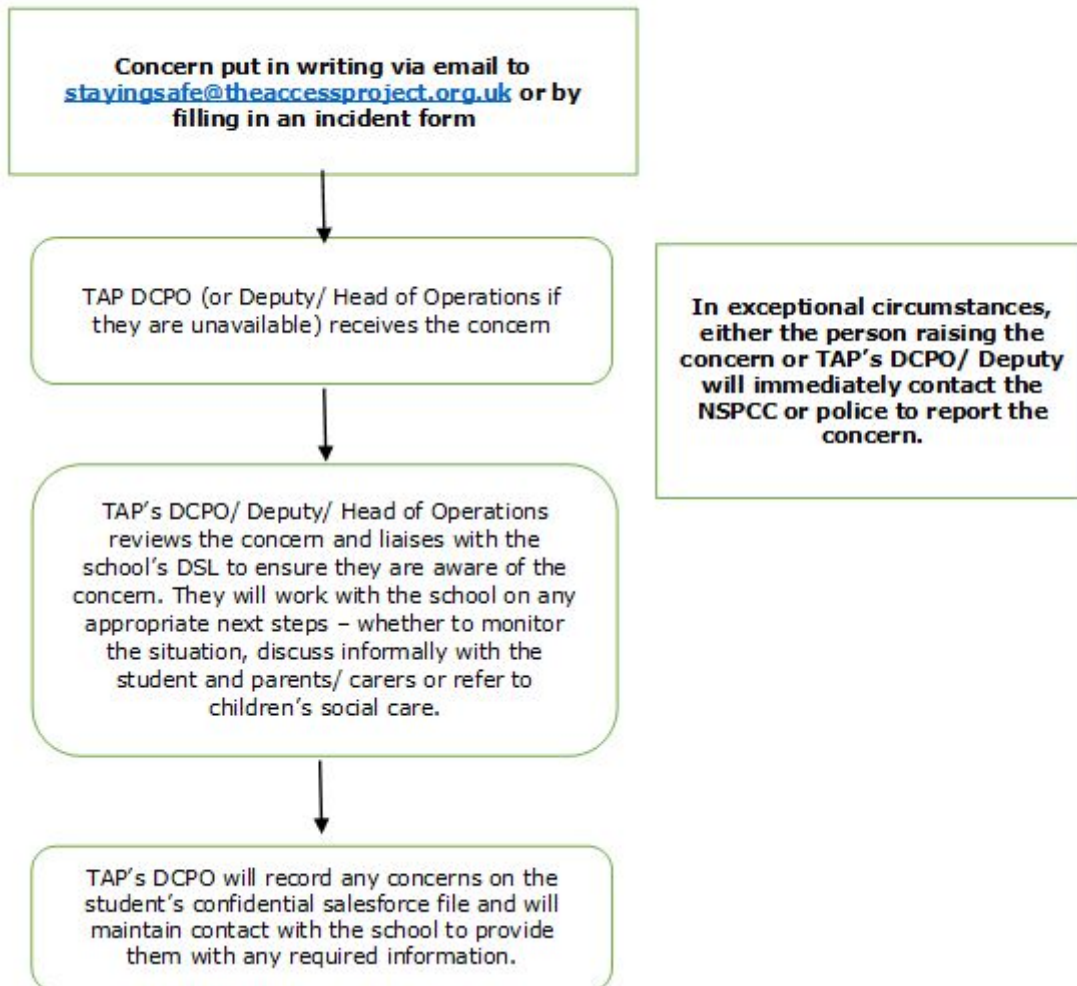 Concern put in writing via email to
stayingsafe@theaccessproject.org.uk or by
filling in an incident form
TAP DCPO (or Deputy/ Head of Operations if
they are unavailable) receives the concern
In exceptional circumstances,
either the person raising the
concern or TAP's DCPO/ Deputy
will immediately contact the
NSPCC or police to report the
concern.
TAP's DCPO/ Deputy/ Head of Operations
reviews the concern and liaises with the
school's DSL to ensure they are aware of the
concern. They will work with the school on any
appropriate next steps – whether to monitor
the situation, discuss informally with the
student and parents/ carers or refer to
children's social care.
TAP's DCPO will record any concerns on the
student's confidential salesforce file and will
maintain contact with the school to provide
them with any required information.